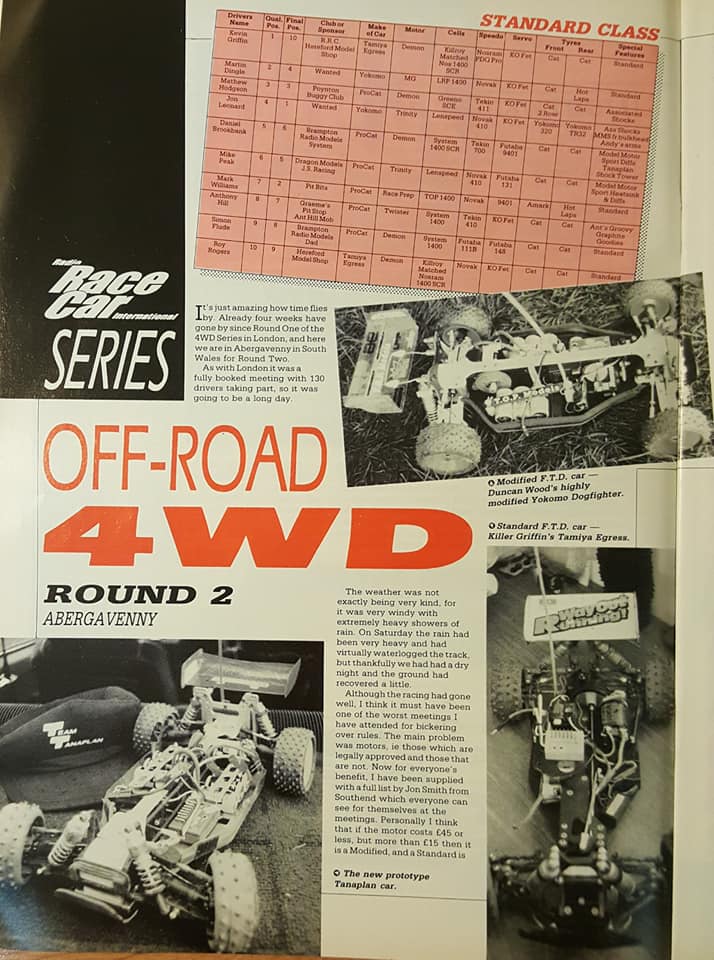 STANDARD CLASS
Drivers Name Qual. Pos. Final Pos. Club or Sponsor Make of Car Motor Cells Speedo Servo Tyres Front Rear Special Features
Kevin Griffin 1 10 R.R.C. Hereford Model Shop Tamiya Egress Demon Killroy Matched Nos 1400 SCR Nosram PDQ Pro KO Fet Cat Cat Standard
Martin Dingle 2 4 Wanted Yokomo MG LRP 1400 Novak KO Fet Cat Cat Standard
Mathew Hodgson 3 3 Poynton Buggy Club ProCat Demon Greens SCE Tekin 411 KO Fet Cat Hot Laps Associated Shocks
Jon Leonard 4 1 Wanted Yokomo Trinity Lenspeed Novak 410 KO Fet Cat 3 Row Yokomo 320 Yokomo TR32 Ass Shocks MMS fr bulkhead Andy's arms
Daniel Brookbank 5 6 Brampton Radio Models System ProCat Demon System 1400 SCR Tekin 700 Futaba 9401 Cat Cat Model Motor Sport Diffs Tanaplan Shock Tower
Mike Peak 6 5 Dragon Models J.S. Racing ProCat Trinity Lenspeed Novak 410 Futaba 131 Cat Cat Model Motor Sport Heatsink & Diffs
Mark Williams 7 2 Pit Bits ProCat Race Prep TOP 1400 Novak 9401 Amark Hot Laps Standard
Anthony Hill 8 7 Graeme's Pit Stop Ant Hill Mob ProCat Twister System 1400 Tekin 410 KO Fet Cat Cat Ant's Groovy Graphite Goodies
Simon Flude 9 8 Brampton Radio Models Dad ProCat Demon System 1400 Futaba 111B Futaba 148 Cat Cat Standard
Roy Rogers 10 9 Hereford Model Shop Tamiya Egress Demon Killroy Matched Nosram 1400 SCR Novak KO Fet Cat Cat Standard
Radio
Race
Car
International
SERIES
It's just amazing how time flies
by. Already four weeks have
gone by since Round One of the
4WD Series in London, and here
we are in Abergavenny in South
Wales for Round Two.
As with London it was a
fully booked meeting with 130
drivers taking part, so it was
going to be a long day.
OFF-ROAD
4WD
ROUND 2
ABERGAVENNY
Modified F.T.D. car —
Duncan Wood's highly
modified Yokomo Dogfighter.
Standard F.T.D. car —
Killer Griffin's Tamiya Egress.
The weather was not
exactly being very kind, for
it was very windy with
extremely heavy showers of
rain. On Saturday the rain had
been very heavy and had
virtually waterlogged the track,
but thankfully we had had a dry
night and the ground had
recovered a little.
Although the racing had gone
well, I think it must have been
one of the worst meetings I
have attended for bickering
over rules. The main problem
was motors, ie those which are
legally approved and those that
are not. Now for everyone's
benefit, I have been supplied
with a full list by Jon Smith from
Southend which everyone can
see for themselves at the
meetings. Personally I think
that if the motor costs £45 or
less, but more than £15 then it
is a Modified, and a Standard is
The new prototype
Tanaplan car.
TEAM
TANAPLAN